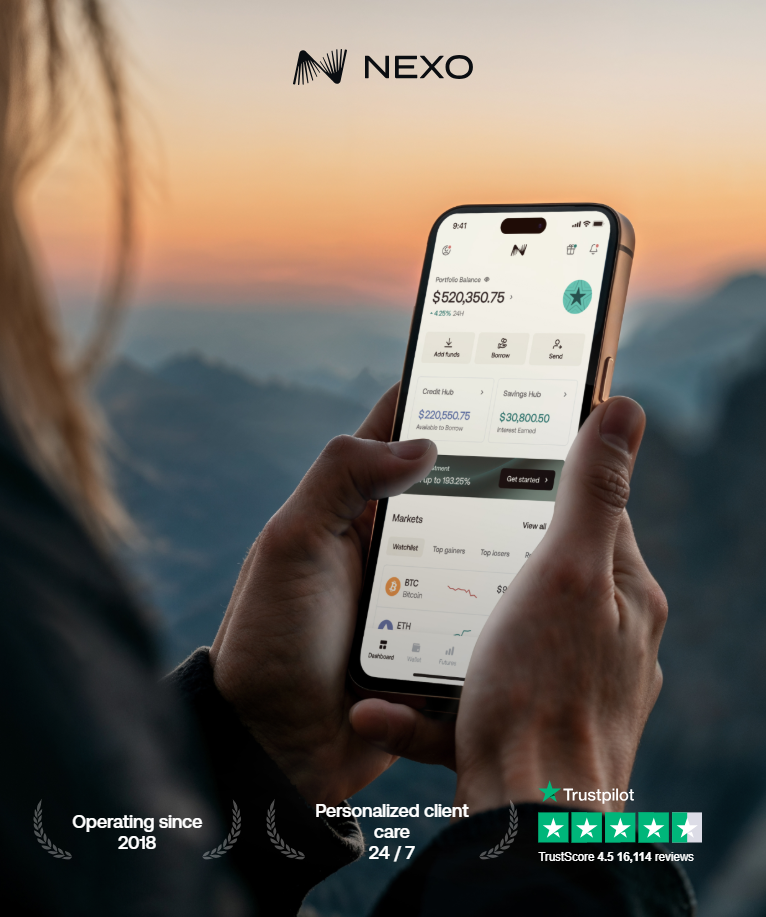 NEXO
9:41
Portfolio Balance
$520,350.75
4.25% 24H
Add funds
Borrow
Send
Credit Hub
Savings Hub
$220,550.75
$30,800.50
Available to Borrow
Interest Earned
up to 193.25%
Get started
Markets
View all
Watchlist Top gainers Top losers
BTC
Bitcoin
ETH
Dashboard
Wallet
Futures
Operating since
2018
Personalized client
care
24 / 7
Trustpilot
TrustScore 4.5 16,114 reviews